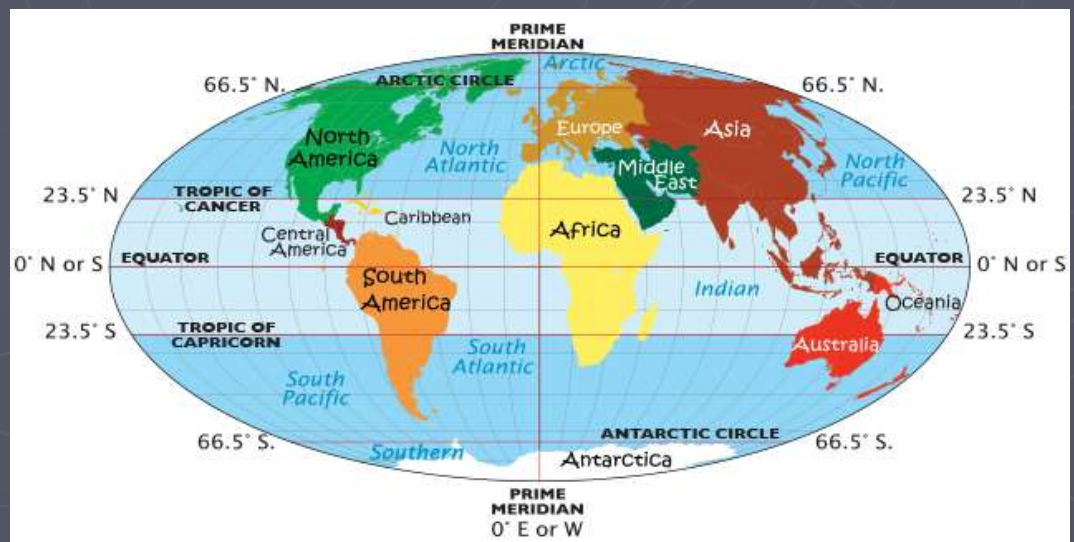 PRIME
MERIDIAN
Arctic
66.5° N.
ARCTIC CIRCLE
66.5° N.
North
America
Europe
Asia
North
Atlantic
Middle
East
North
Pacific
23.5° N
TROPIC OF
CANCER
23.5° N
Caribbean
Central
America
Africa
0° N or S
EQUATOR
EQUATOR
0° N or S
South
America
Indian
Oceania
23.5° S
TROPIC OF
CAPRICORN
23.5° S
Australia
South
Atlantic
South
Pacific
66.5° S.
ANTARCTIC CIRCLE
66.5° S.
Southern
Antarctica
PRIME
MERIDIAN
0° E or W